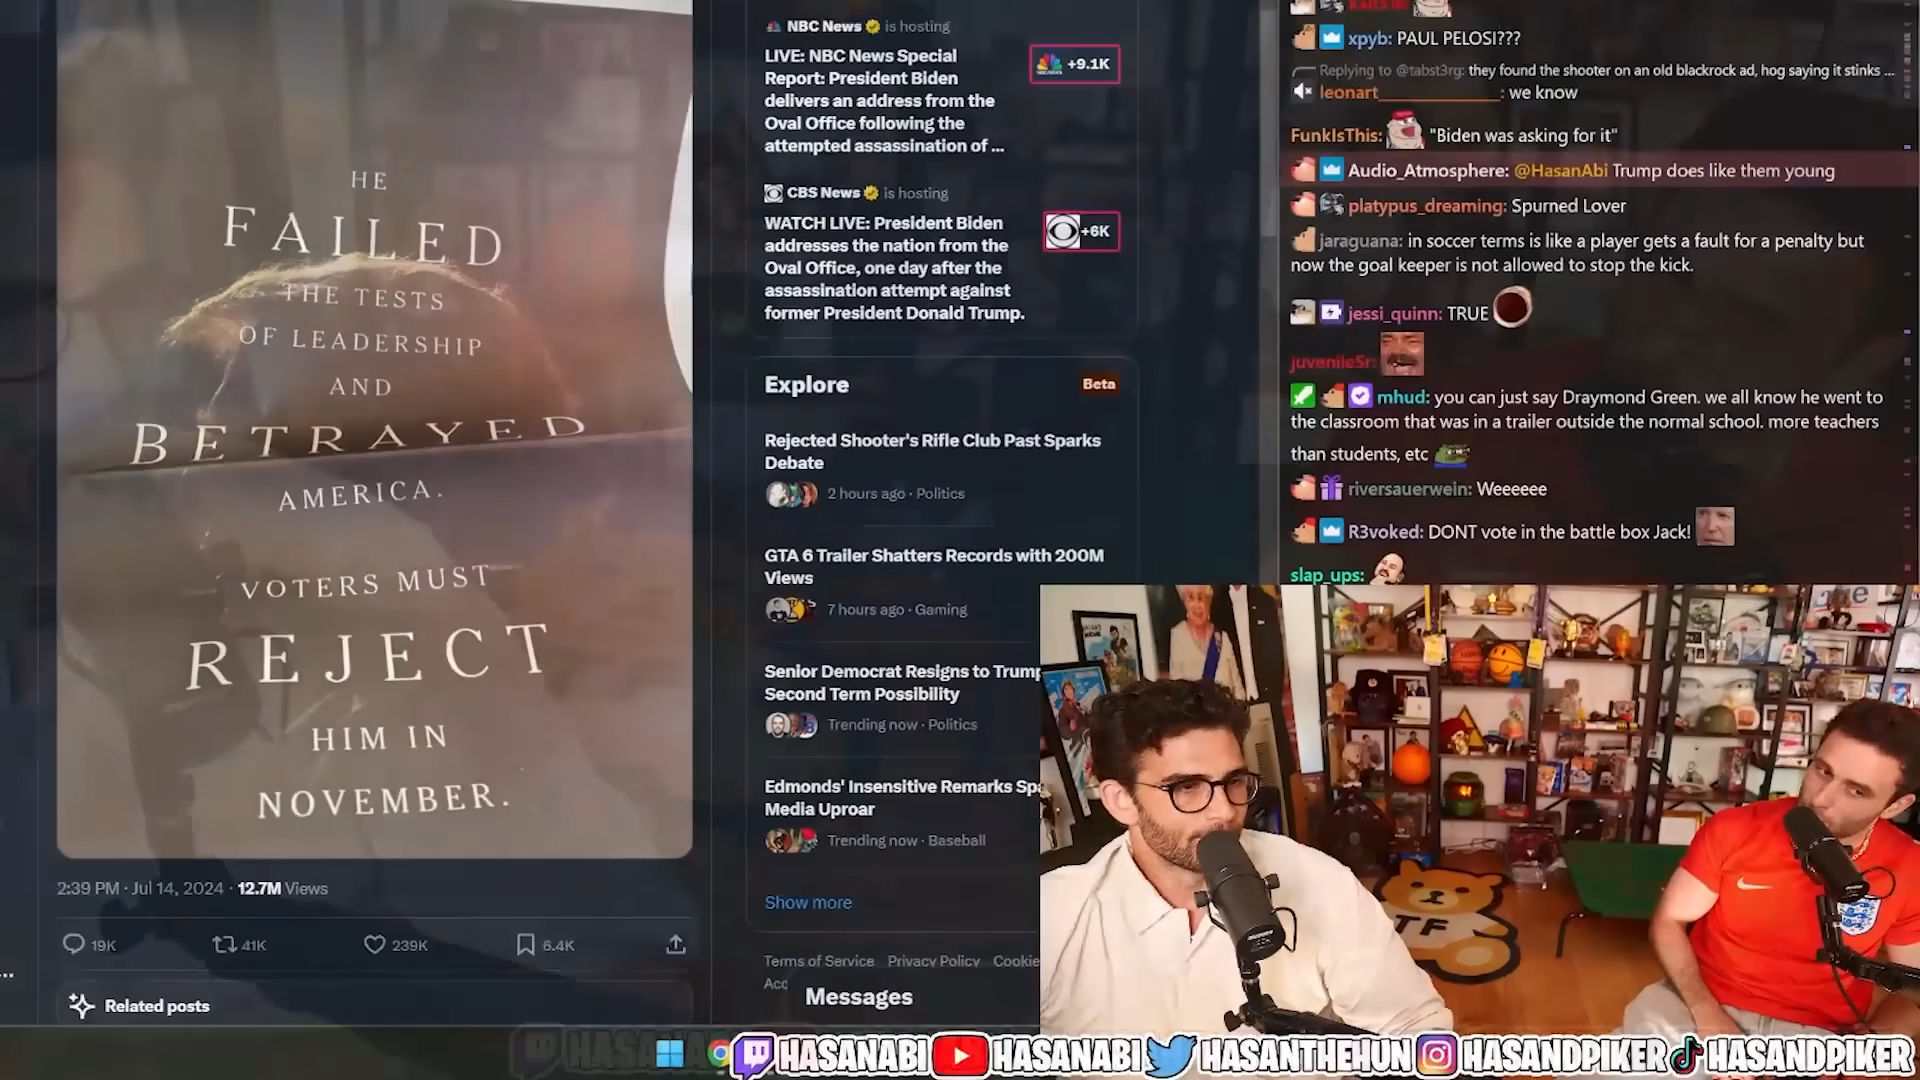 HE
FAILED
THE TESTS
OF LEADERSHIP
AND
BETRAYED
AMERICA.
VOTERS MUST
REJECT
HIM IN
NOVEMBER.
2:39 PM · Jul 14, 2024 · 12.7M Views
19K 41K 239K 6.4K
Related posts
NBC News is hosting
LIVE: NBC News Special
Report: President Biden
delivers an address from the
Oval Office following the
attempted assassination of ...
+9.1K
CBS News is hosting
WATCH LIVE: President Biden
addresses the nation from the
Oval Office, one day after the
assassination attempt against
former President Donald Trump.
+6K
Explore
Beta
Rejected Shooter's Rifle Club Past Sparks
Debate
2 hours ago · Politics
GTA 6 Trailer Shatters Records with 200M
Views
7 hours ago · Gaming
Senior Democrat Resigns to Trump
Second Term Possibility
Trending now · Politics
Edmonds' Insensitive Remarks
Media Uproar
Trending now · Baseball
Show more
Terms of Service Privacy Policy Cookie
Messages
xpyb: PAUL PELOSI???
Replying to @tabst3rg: they found the shooter on an old blackrock ad, hog saying it stinks ...
leonart____________: we know
FunkIsThis: "Biden was asking for it"
Audio_Atmosphere: @HasanAbi Trump does like them young
platypus_dreaming: Spurned Lover
jaraguana: in soccer terms is like a player gets a fault for a penalty but
now the goal keeper is not allowed to stop the kick.
jessi_quinn: TRUE
juvenileSr:
mhud: you can just say Draymond Green. we all know he went to
the classroom that was in a trailer outside the normal school. more teachers
than students, etc
riversauerwein: Weeeeee
R3voked: DONT vote in the battle box Jack!
slap_ups:
TF
HASANABI HASANABI HASANTHEHUN HASANDPIKER HASANDPIKER